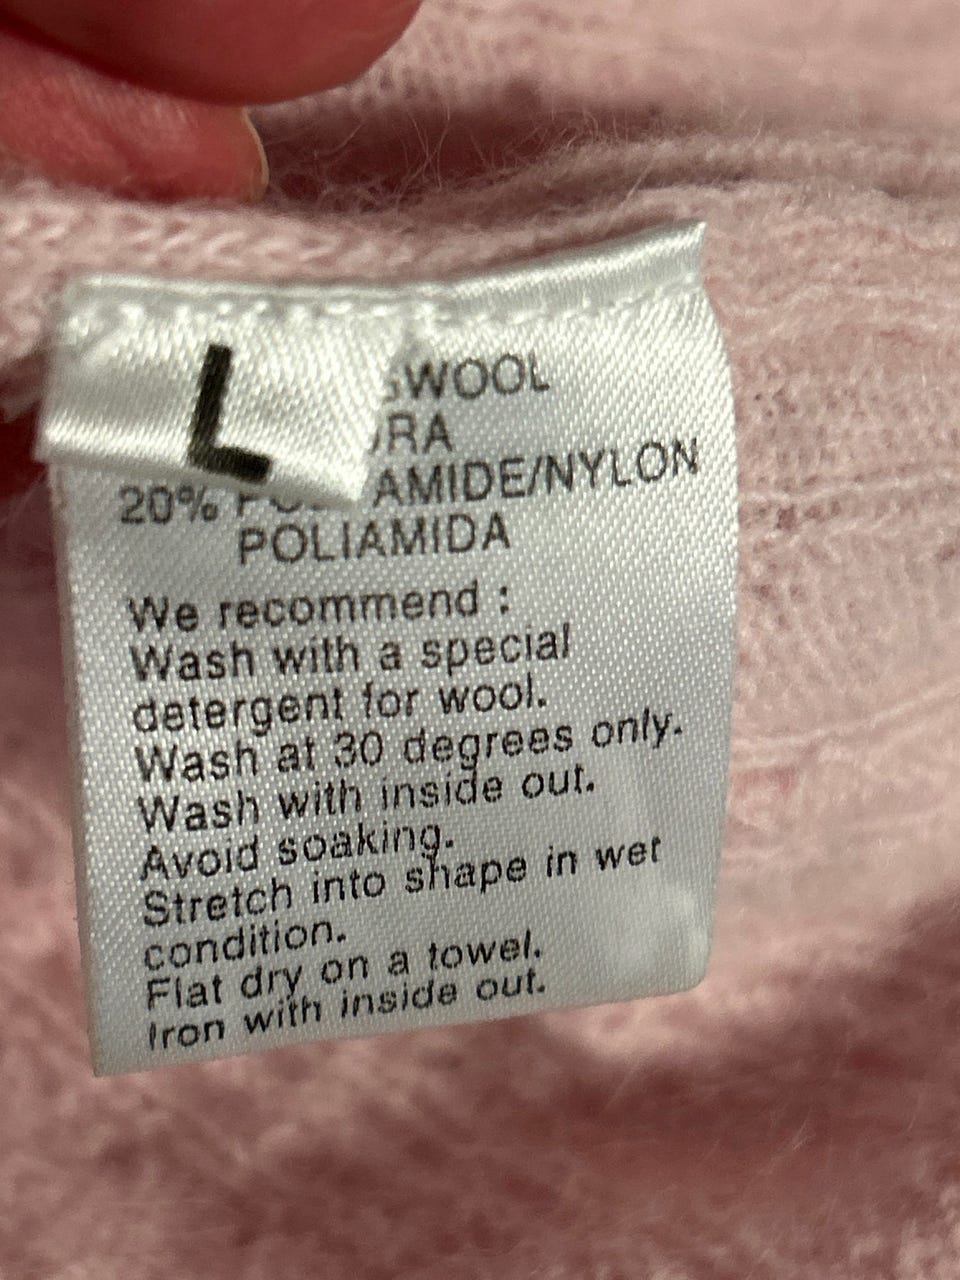 L
WOOL
RA
20% AMIDE/NYLON
POLIAMIDA
We recommend :
Wash with a special
detergent for wool.
Wash at 30 degrees only.
Wash with inside out.
Avoid soaking.
Stretch into shape in wet
condition.
Flat dry on a towel.
Iron with inside out.